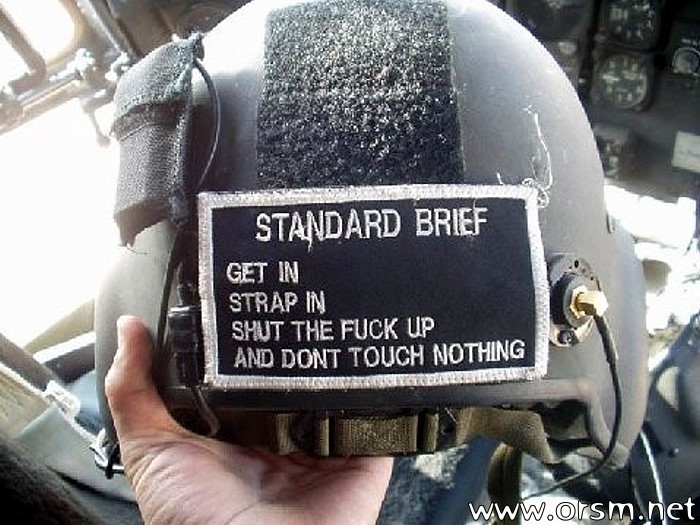 STANDARD BRIEF
GET IN
STRAP IN
SHUT THE FUCK UP
AND DONT TOUCH NOTHING
www.orsm.net